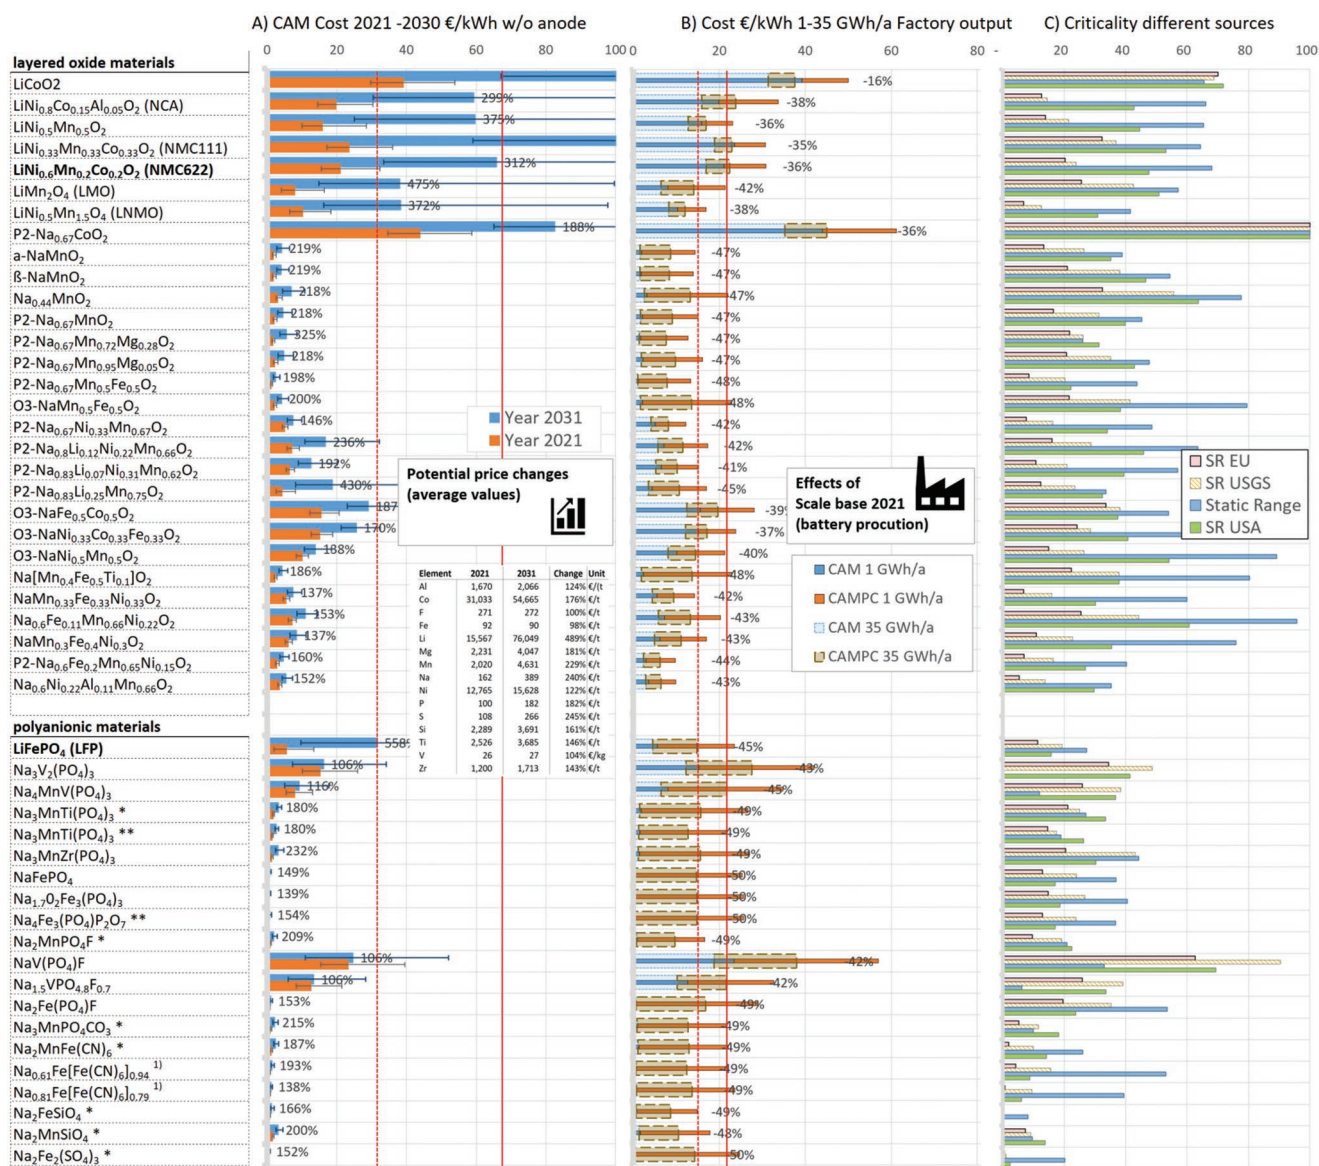 A) CAM Cost 2021 -2030 €/kWh w/o anode
B) Cost €/kWh 1-35 GWh/a Factory output
C) Criticality different sources
0 20 40 60 80 100
0 20 40 60 80
- 20 40 60 80 100
layered oxide materials
LiCoO2 -16%
LiNi0.8Co0.15Al0.05O2 (NCA) 299% -38%
LiNi0.5Mn0.5O2 375% -36%
LiNi0.33Mn0.33Co0.33O2 (NMC111) -35%
LiNi0.6Mn0.2Co0.2O2 (NMC622) 312% -36%
LiMn2O4 (LMO) 475% -42%
LiNi0.5Mn1.5O4 (LNMO) 372% -38%
P2-Na0.67CoO2 188% -36%
a-NaMnO2 219% -47%
ß-NaMnO2 219% -47%
Na0.44MnO2 218% -47%
P2-Na0.67MnO2 218% -47%
P2-Na0.67Mn0.72Mg0.28O2 325% -47%
P2-Na0.67Mn0.95Mg0.05O2 218% -47%
P2-Na0.67Mn0.5Fe0.5O2 198% -48%
O3-NaMn0.5Fe0.5O2 200% -48%
P2-Na0.67Ni0.33Mn0.67O2 146% -42%
P2-Na0.8Li0.12Ni0.22Mn0.66O2 236% -42%
P2-Na0.83Li0.07Ni0.31Mn0.62O2 192% -41%
P2-Na0.83Li0.25Mn0.75O2 430% -45%
O3-NaFe0.5Co0.5O2 187 -39%
O3-NaNi0.33Co0.33Fe0.33O2 170% -37%
O3-NaNi0.5Mn0.5O2 188% -40%
Na[Mn0.4Fe0.5Ti0.1]O2 186% -48%
NaMn0.33Fe0.33Ni0.33O2 137% -42%
Na0.6Fe0.11Mn0.66Ni0.22O2 153% -43%
NaMn0.3Fe0.4Ni0.3O2 137% -43%
P2-Na0.6Fe0.2Mn0.65Ni0.15O2 160% -44%
Na0.6Ni0.22Al0.11Mn0.66O2 152% -43%
Year 2031
Year 2021
Potential price changes
(average values)
Element 2021 2031 Change Unit
Al 1,670 2,066 124% €/(t
Co 31,033 54,665 176% €/t
F 271 272 100% €/t
Fe 92 90 98% €/t
Li 15,567 76,049 489% €/t
Mg 2,231 4,047 181% €/t
Mn 2,020 4,631 229% €/t
Na 162 389 240% €/t
Ni 12,765 15,628 122% €/t
P 100 182 182% €/t
S 108 266 245% €/t
Si 2,289 3,691 161% €/t
Ti 2,526 3,685 146% €/t
V 26 27 104% €/kg
Zr 1,200 1,713 143% €/t
Effects of
Scale base 2021
(battery procution)
CAM 1 GWh/a
CAMPC 1 GWh/a
CAM 35 GWh/a
CAMPC 35 GWh/a
SR EU
SR USGS
Static Range
SR USA
polyanionic materials
LiFePO4 (LFP) 558% -45%
Na3V2(PO4)3 106% -43%
Na4MnV(PO4)3 116% -45%
Na3MnTi(PO4)3 * 180% -49%
Na3MnTi(PO4)3 ** 180% -49%
Na3MnZr(PO4)3 232% -49%
NaFePO4 149% -50%
Na1.702Fe3(PO4)3 139% -50%
Na4Fe3(PO4)P2O7 ** 154% -50%
Na2MnPO4F * 209% -49%
NaV(PO4)F 106% -42%
Na1.5VPO4.8F0.7 106% -42%
Na2Fe(PO4)F 153% -49%
Na3MnPO4CO3 * 215% -49%
Na2MnFe(CN)6 * 187% -49%
Na0.61Fe[Fe(CN)6]0.94 1) 193% -49%
Na0.81Fe[Fe(CN)6]0.79 1) 138% -49%
Na2FeSiO4 * 166% -49%
Na2MnSiO4 * 200% -48%
Na2Fe2(SO4)3 * 152% -50%